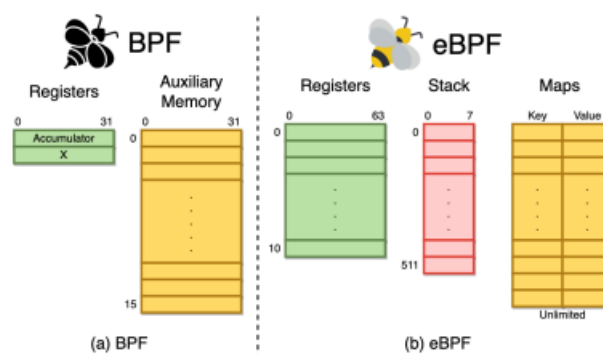 BPF
Registers
Auxiliary
Memory
0 31
0 31
Accumulator
X
0
15
(a) BPF
eBPF
Registers
Stack
Maps
0 63
0 7
Key Value
0
0
10
511
Unlimited
(b) eBPF